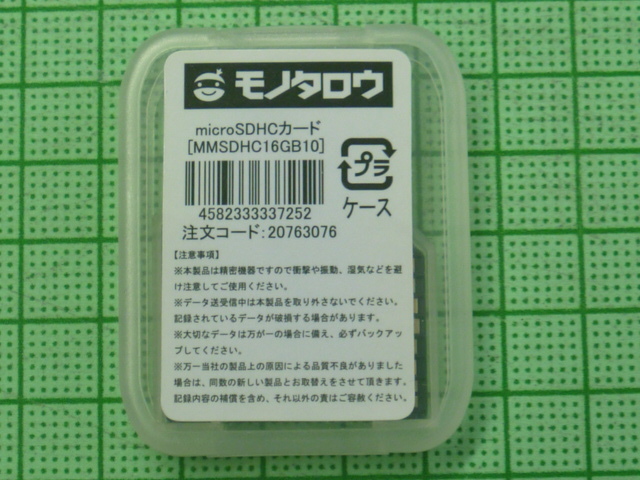 モノタロウ
microSDHCカード
[MMSDHC16GB10]
4582333337252
注文コード:20763076
プラ
ケース
【注意事項】
※本製品は精密機器ですので衝撃や振動、湿気などを避
け注意してご使用ください。
※データ送受信中は本製品を取り外さないでください。
記録されているデータが破損する場合があります。
※大切なデータは万が一の場合に備え、必ずバックアッ
プしてください。
※万一当社の製品上の原因による品質不良がありました
場合は、同数の新しい製品とお取替えをさせて頂きます。
記録内容の補償を含め、それ以外の責はご容赦ください。